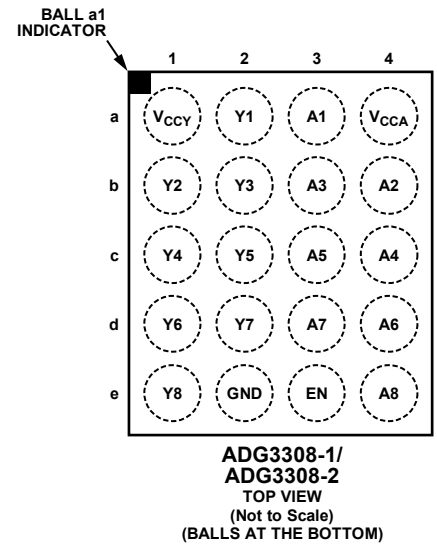 BALL a1
INDICATOR
1 2 3 4
a VCCY Y1 A1 VCCA
b Y2 Y3 A3 A2
c Y4 Y5 A5 A4
d Y6 Y7 A7 A6
e Y8 GND EN A8
ADG3308-1/
ADG3308-2
TOP VIEW
(Not to Scale)
(BALLS AT THE BOTTOM)